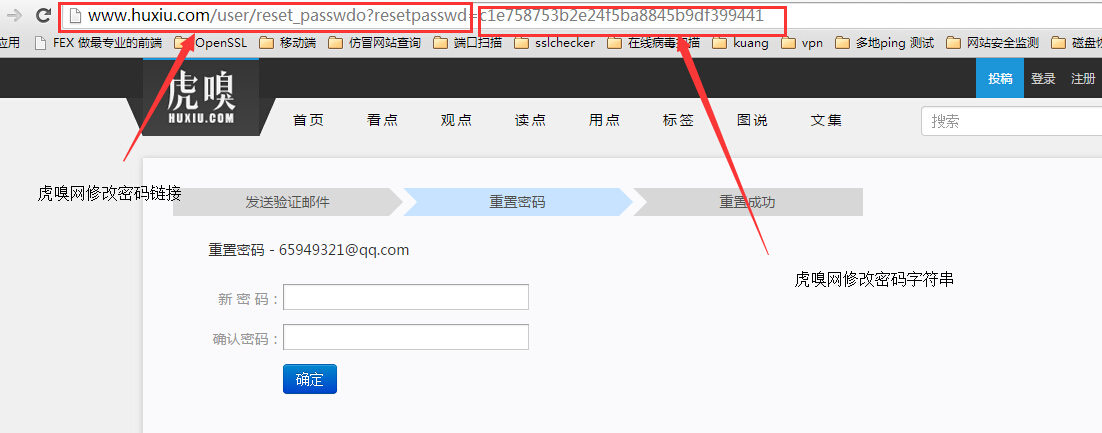 www.huxiu.com/user/reset_passwdo?resetpasswd=c1e758753b2e24f5ba8845b9df399441
应用 FEX 做最专业的前端 OpenSSL 移动端 仿冒网站查询 端口扫描 sslchecker 在线病毒扫描 kuang vpn 多地ping 测试 网站安全监测 磁盘
虎嗅
HUXIU.COM
投稿 登录 注册
首页 看点 观点 读点 用点 标签 图说 文集
搜索
虎嗅网修改密码链接
发送验证邮件 重置密码 重置成功
重置密码 - 65949321@qq.com
虎嗅网修改密码字符串
新 密 码：
确认密码：
确定